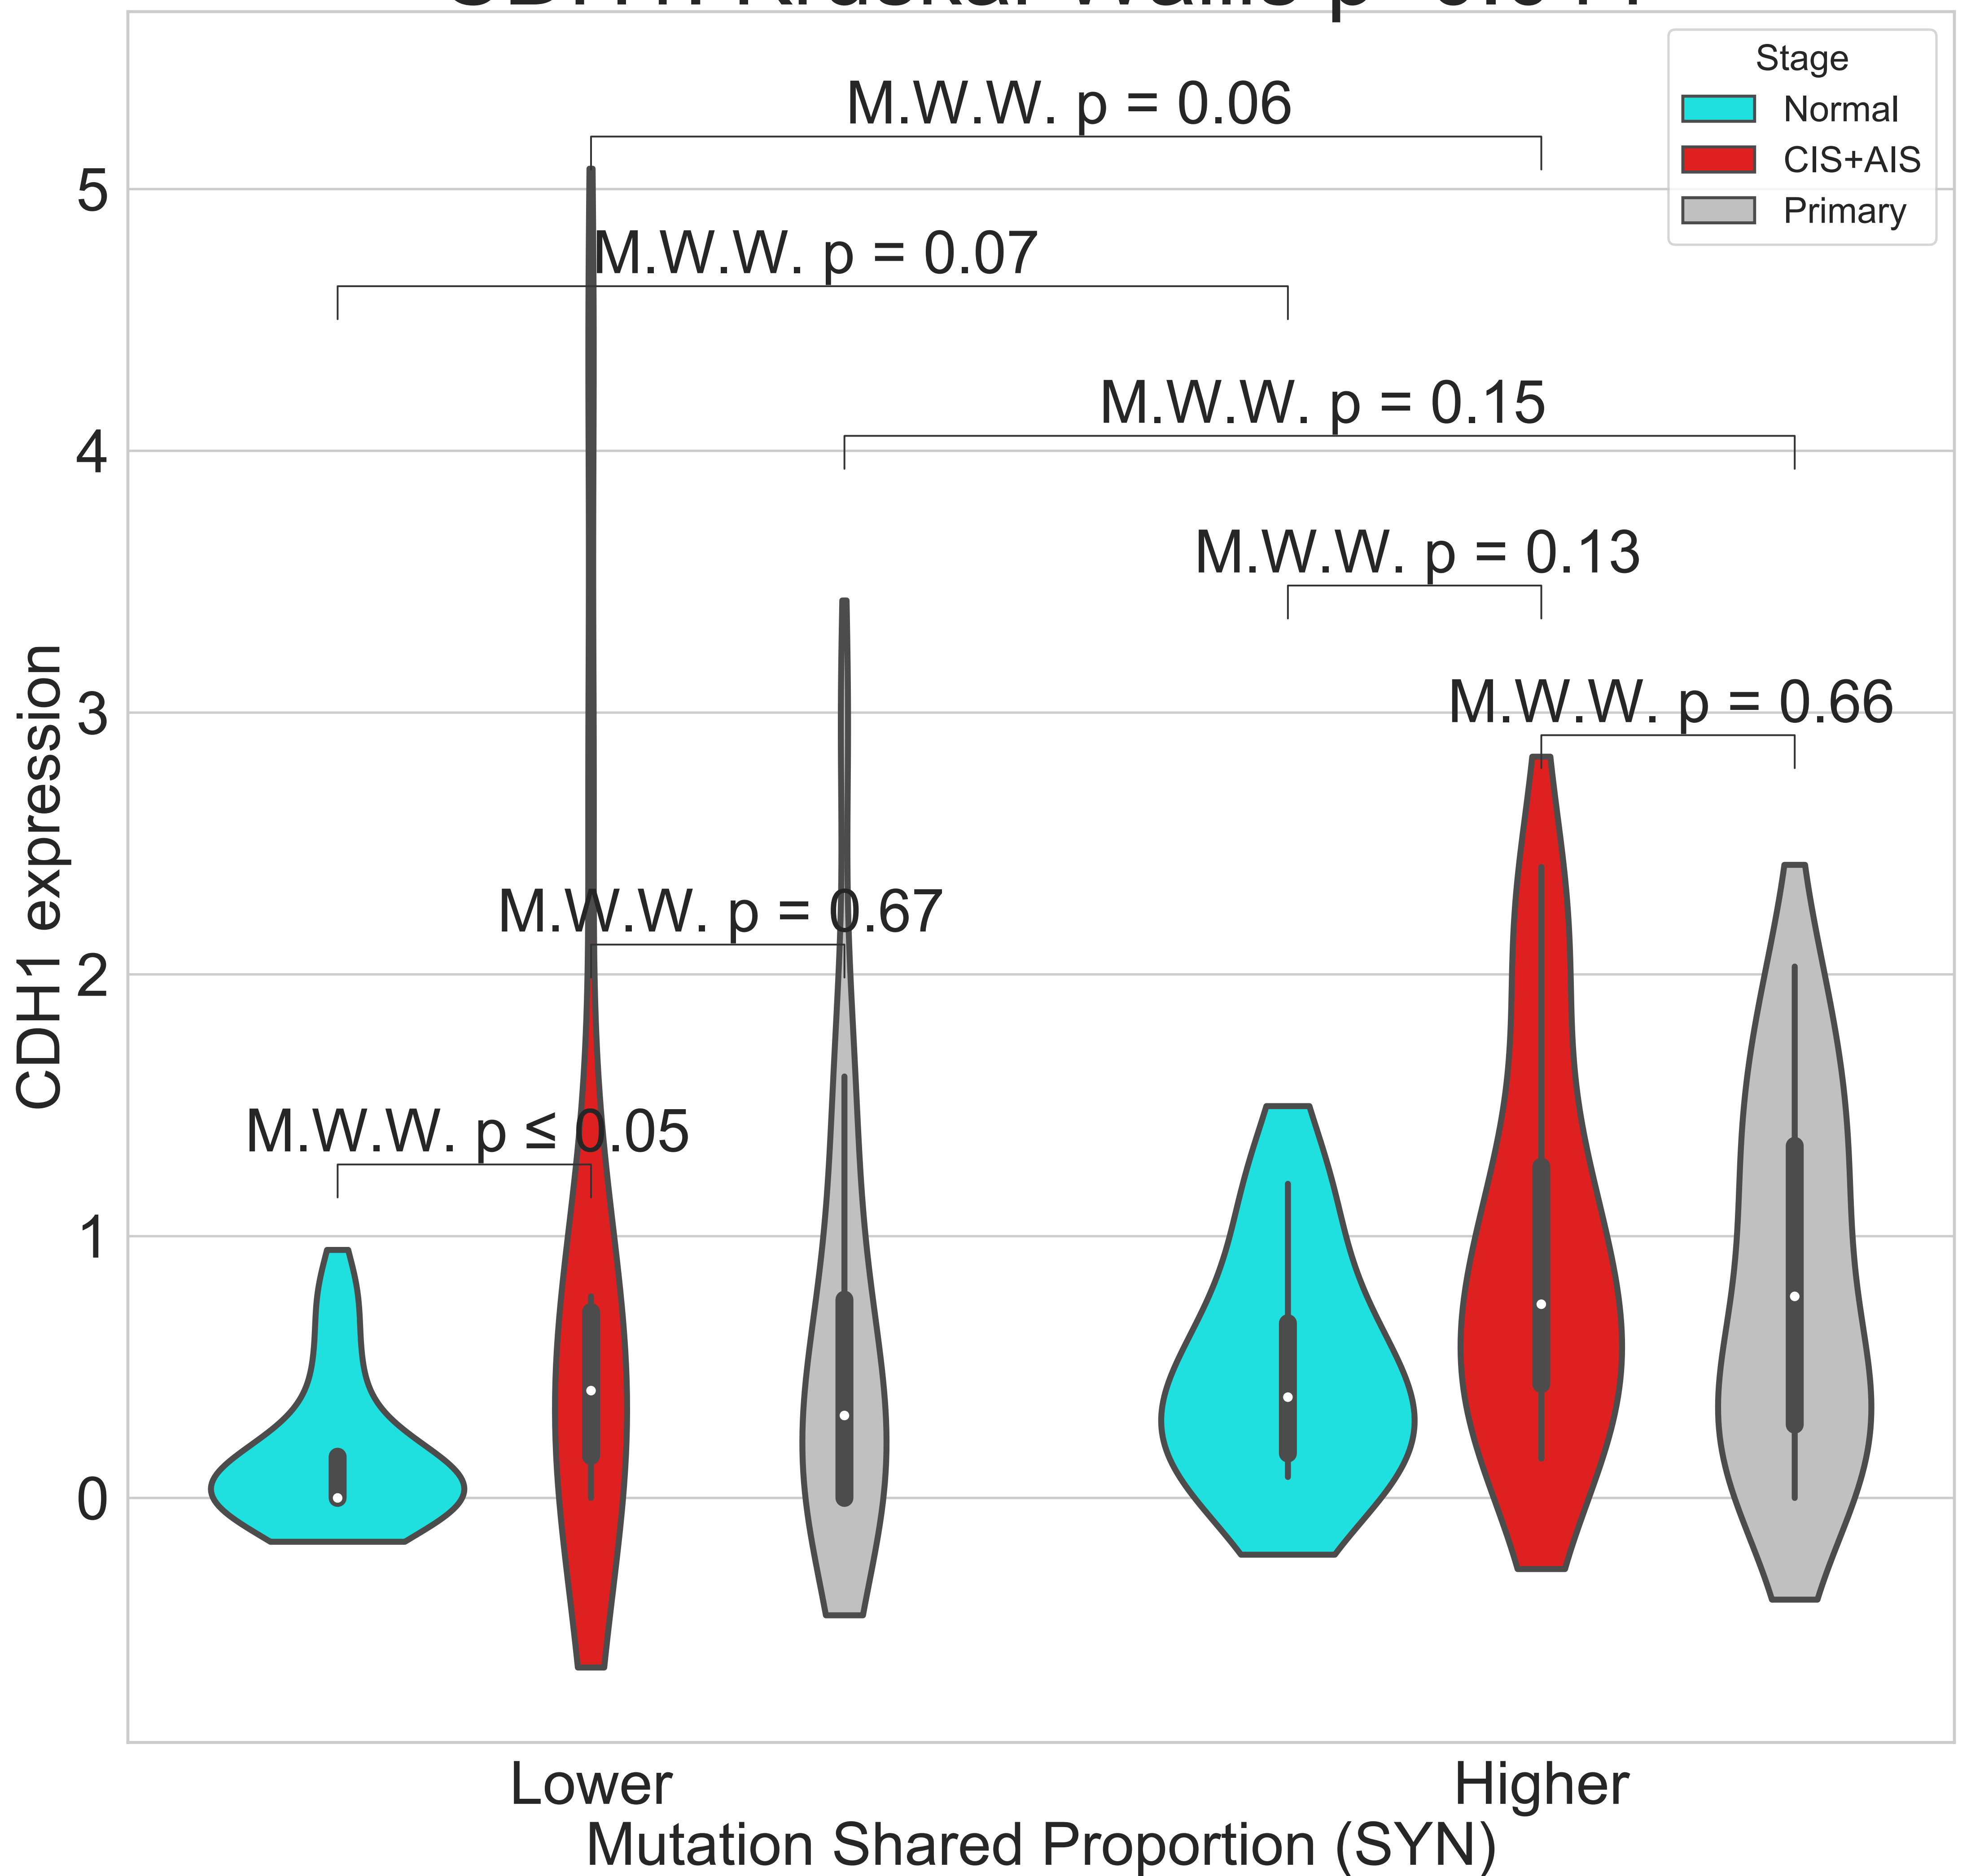 Stage
Normal
CIS+AIS
Primary
M.W.W. p = 0.06
M.W.W. p = 0.07
M.W.W. p = 0.15
M.W.W. p = 0.13
M.W.W. p = 0.66
M.W.W. p = 0.67
M.W.W. p ≤ 0.05
5
4
3
2
1
0
CDH1 expression
Lower
Higher
Mutation Shared Proportion (SYN)